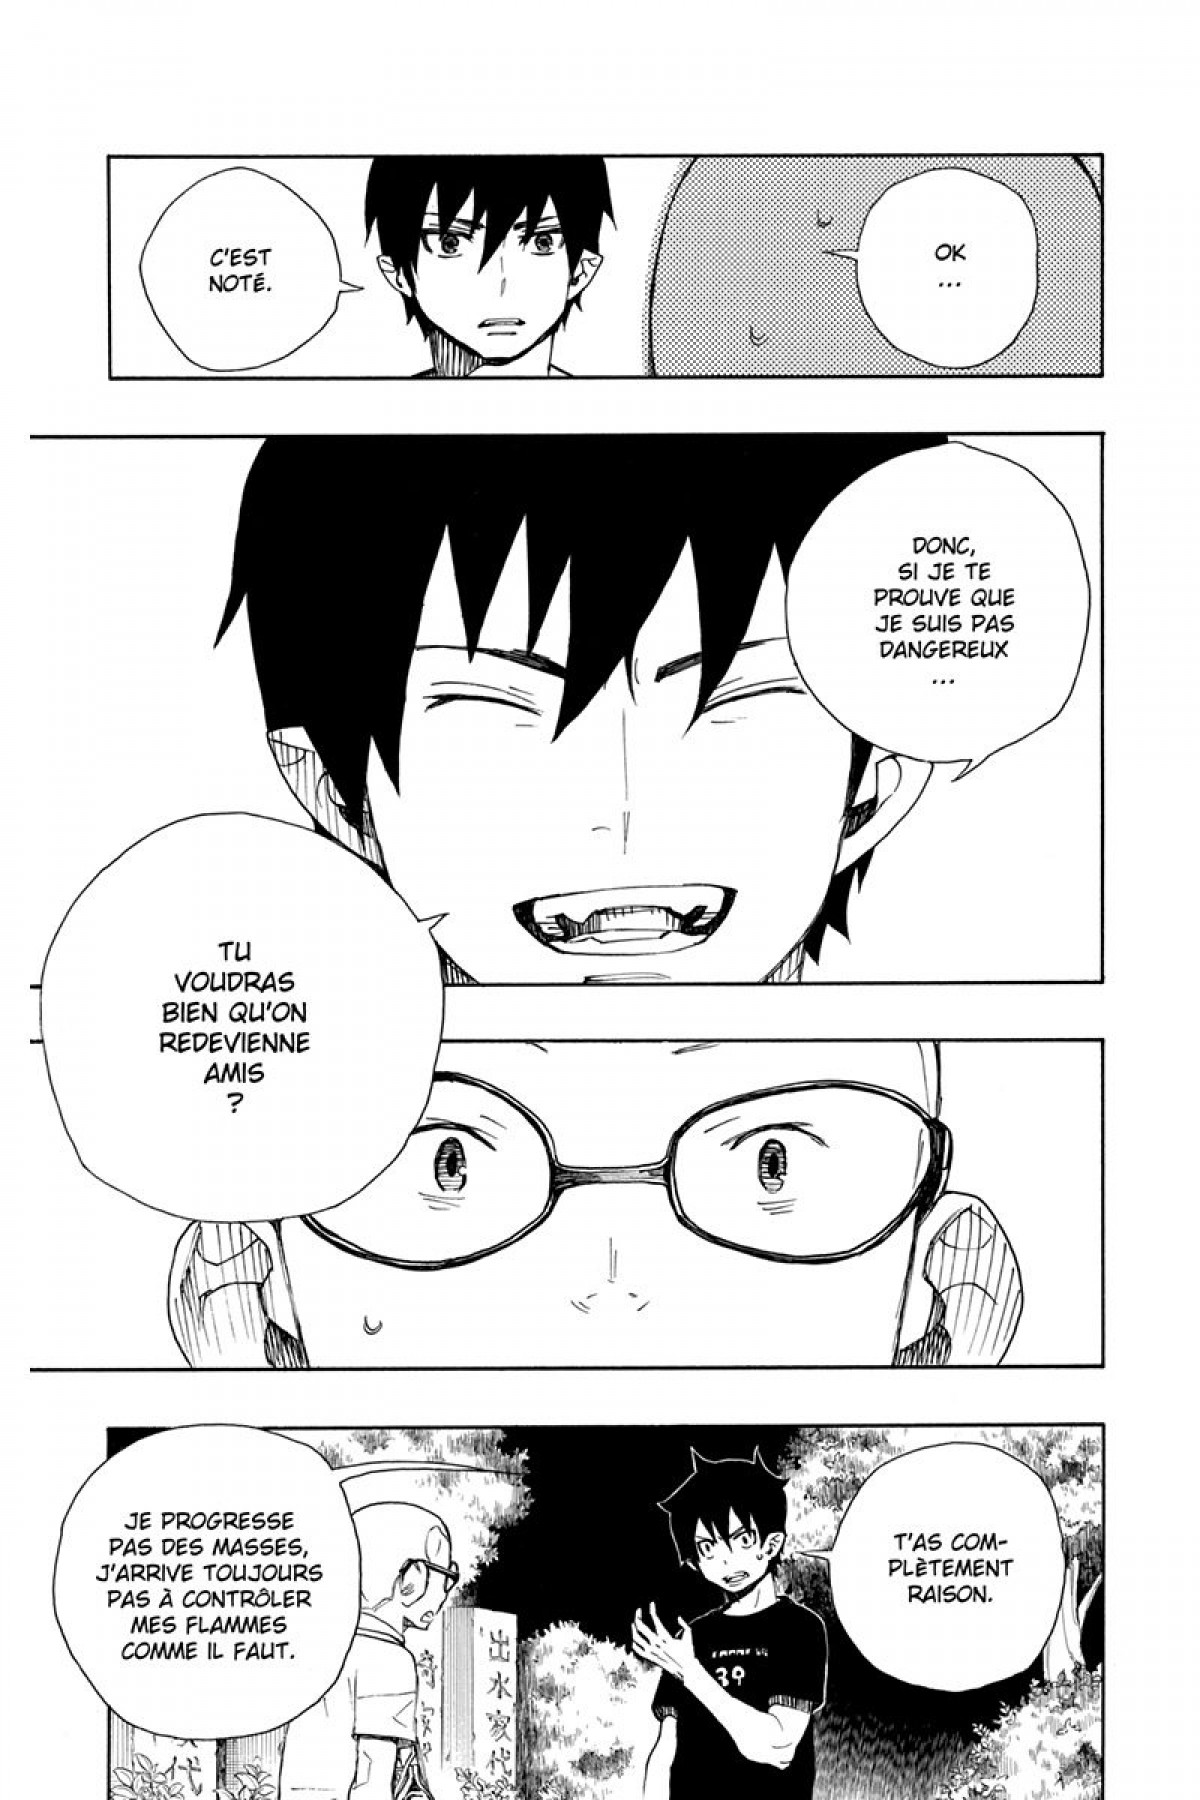 OK
...
C'EST
NOTÉ.
DONC,
SI JE TE
PROUVE QUE
JE SUIS PAS
DANGEREUX
...
TU
VOUDRAS
BIEN QU'ON
REDEVIENNE
AMIS
?
T'AS COM-
PLÈTEMENT
RAISON.
JE PROGRESSE
PAS DES MASSES,
J'ARRIVE TOUJOURS
PAS À CONTRÔLER
MES FLAMMES
COMME IL FAUT.
39
出水家代
代